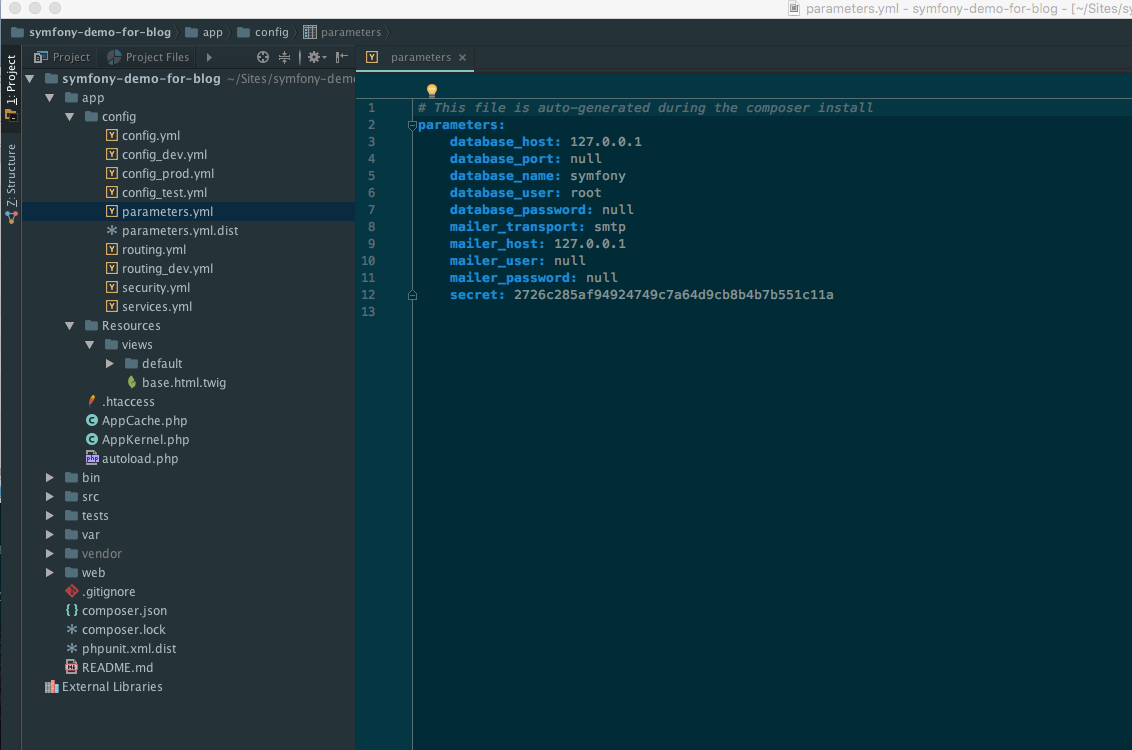 parameters.yml - symfony-demo-for-blog - [~/Sites/sy
symfony-demo-for-blog app config parameters
1: Project
Z: Structure
Project Project Files
symfony-demo-for-blog ~/Sites/symfony-demo
app
config
config.yml
config_dev.yml
config_prod.yml
config_test.yml
parameters.yml
parameters.yml.dist
routing.yml
routing_dev.yml
security.yml
services.yml
Resources
views
default
base.html.twig
.htaccess
AppCache.php
AppKernel.php
autoload.php
bin
src
tests
var
vendor
web
.gitignore
composer.json
composer.lock
phpunit.xml.dist
README.md
External Libraries
parameters
1 # This file is auto-generated during the composer install
2 parameters:
3 database_host: 127.0.0.1
4 database_port: null
5 database_name: symfony
6 database_user: root
7 database_password: null
8 mailer_transport: smtp
9 mailer_host: 127.0.0.1
10 mailer_user: null
11 mailer_password: null
12 secret: 2726c285af94924749c7a64d9cb8b4b7b551c11a
13